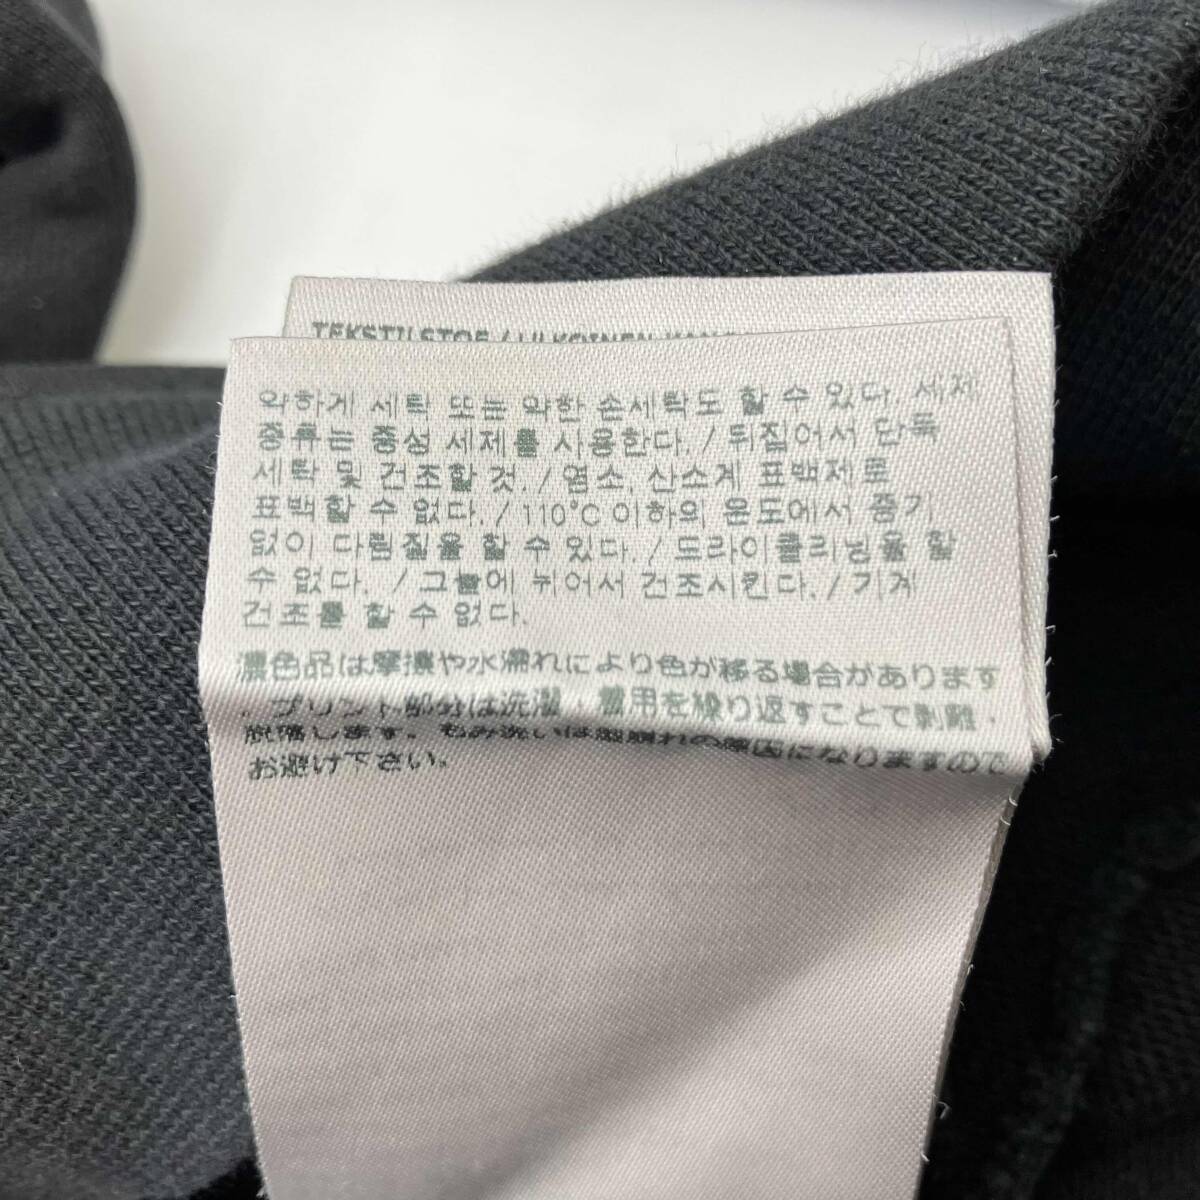 TEKSTILSTOF / ULKOINEN
약하게 세탁 또는 약한 손세탁도 할 수 있다. 세제
종류는 중성 세제를 사용한다. / 뒤집어서 단독
세탁 및 건조할 것. / 염소, 산소계 표백제로
표백할 수 없다. / 110℃ 이하의 온도에서 증기
없이 다림질을 할 수 있다. / 드라이클리닝을 할
수 없다. / 그늘에 뉘어서 건조시킨다. / 기계
건조를 할 수 없다.
濃色品は摩擦や水濡れにより色が移る場合があります
。プリント部分は洗濯・着用を繰り返すことで剥離・
脱落します。もみ洗いは型崩れの原因になりますので
お避け下さい。